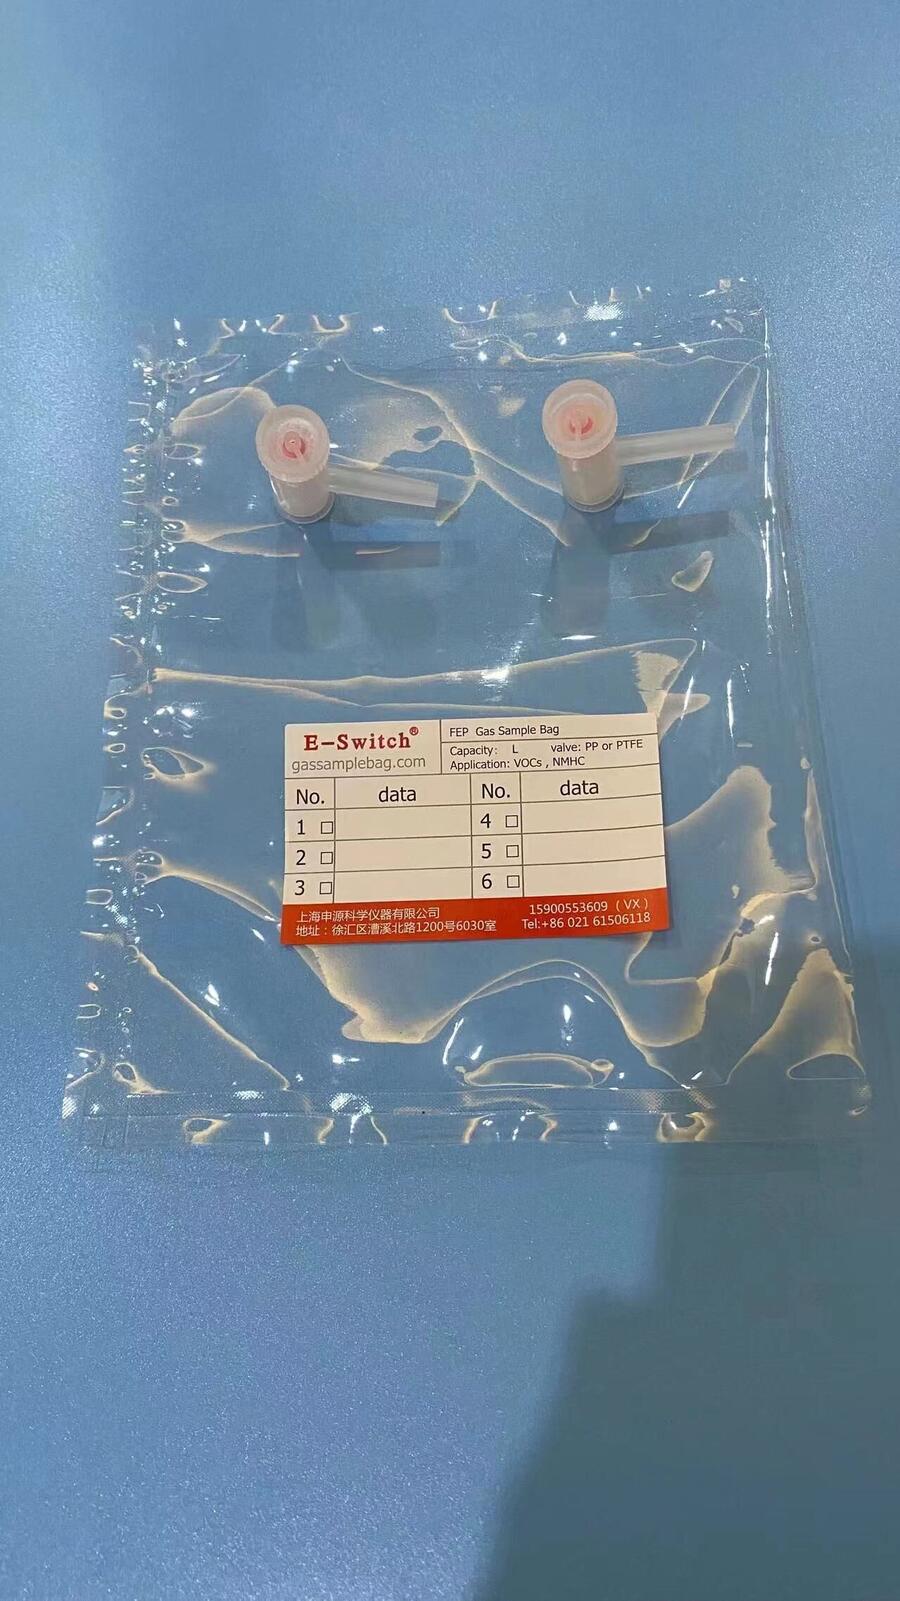 E-Switch®
gassamplebag.com
FEP Gas Sample Bag
Capacity: L valve: PP or PTFE
Application: VOCs , NMHC
No. data No. data
1 □ 4 □
2 □ 5 □
3 □ 6 □
上海申源科学仪器有限公司 15900553609 （VX）
地址：徐汇区漕溪北路1200号6030室 Tel:+86 021 61506118